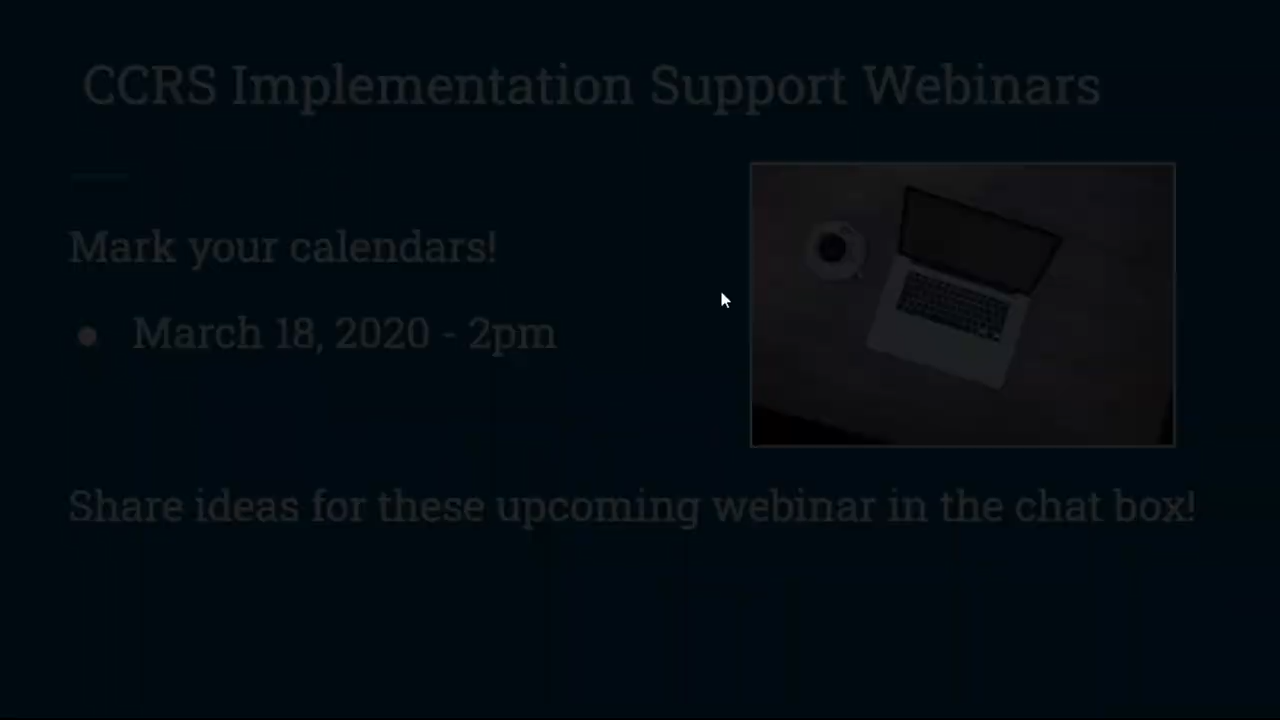 CCRS Implementation Support Webinars
Mark your calendars!
● March 18, 2020 - 2pm
Share ideas for these upcoming webinar in the chat box!